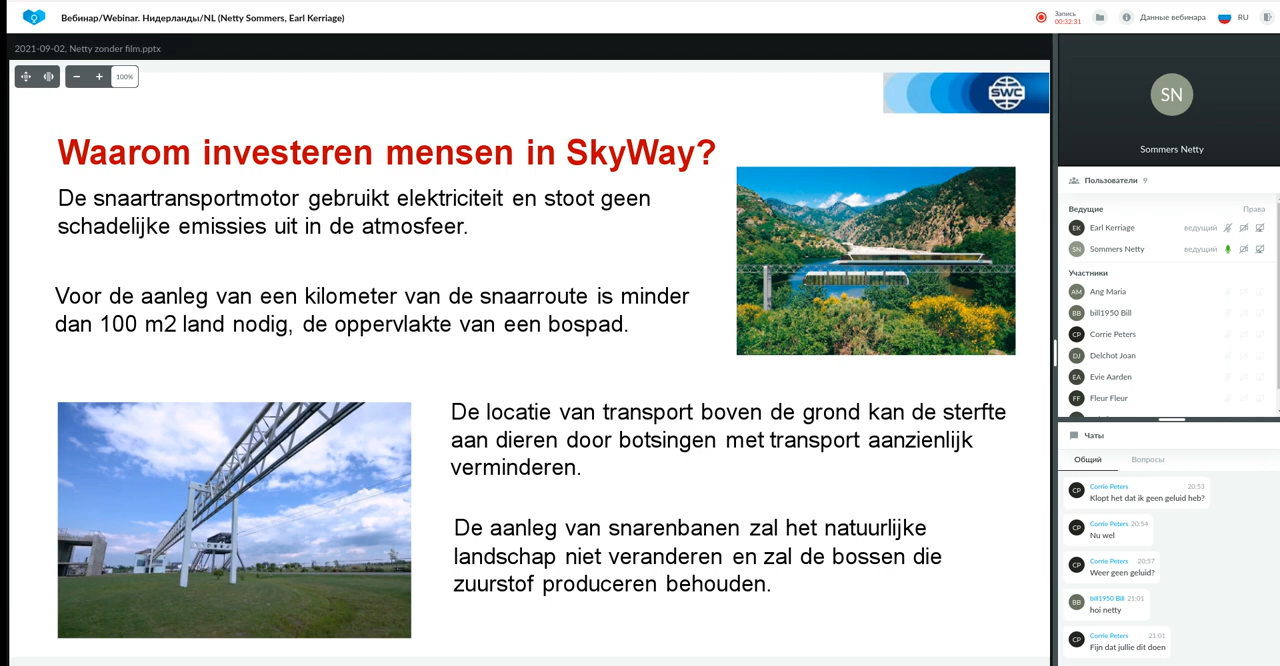 Вебинар/Webinar. Нидерланды/NL (Netty Sommers, Earl Kerriage)
Запись
00:32:31
Данные вебинара
RU
2021-09-02, Netty zonder film.pptx
100%
SWC
Waarom investeren mensen in SkyWay?
De snaartransportmotor gebruikt elektriciteit en stoot geen
schadelijke emissies uit in de atmosfeer.
Voor de aanleg van een kilometer van de snaarroute is minder
dan 100 m2 land nodig, de oppervlakte van een bospad.
De locatie van transport boven de grond kan de sterfte
aan dieren door botsingen met transport aanzienlijk
verminderen.
De aanleg van snarenbanen zal het natuurlijke
landschap niet veranderen en zal de bossen die
zuurstof produceren behouden.
SN
Sommers Netty
Пользователи 9
Ведущие Права
EK Earl Kerriage ведущий
SN Sommers Netty ведущий
Участники
AM Ang Maria
BB bill1950 Bill
CP Corrie Peters
DJ Delchot Joan
EA Evie Aarden
FF Fleur Fleur
Чаты
Общий Вопросы
CP Corrie Peters 20:53
Klopt het dat ik geen geluid heb?
CP Corrie Peters 20:54
Nu wel
CP Corrie Peters 20:57
Weer geen geluid?
BB bill1950 Bill 21:01
hoi netty
CP Corrie Peters 21:01
Fijn dat jullie dit doen